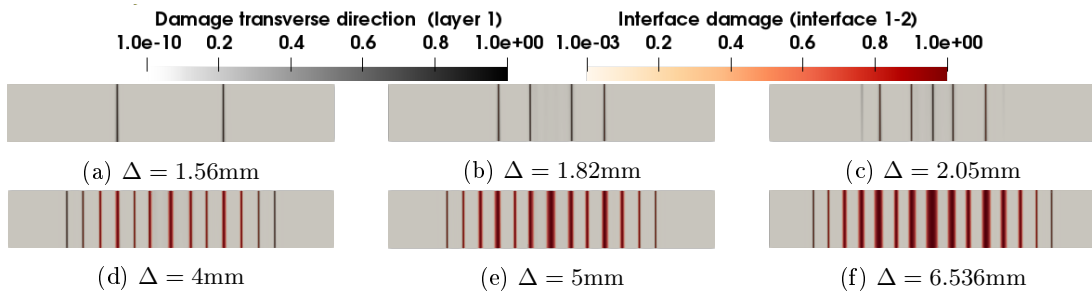 Damage transverse direction (layer 1)
Interface damage (interface 1-2)
1.0e-10 0.2 0.4 0.6 0.8 1.0e+00
1.0e-03 0.2 0.4 0.6 0.8 1.0e+00
(a) Δ = 1.56mm
(b) Δ = 1.82mm
(c) Δ = 2.05mm
(d) Δ = 4mm
(e) Δ = 5mm
(f) Δ = 6.536mm